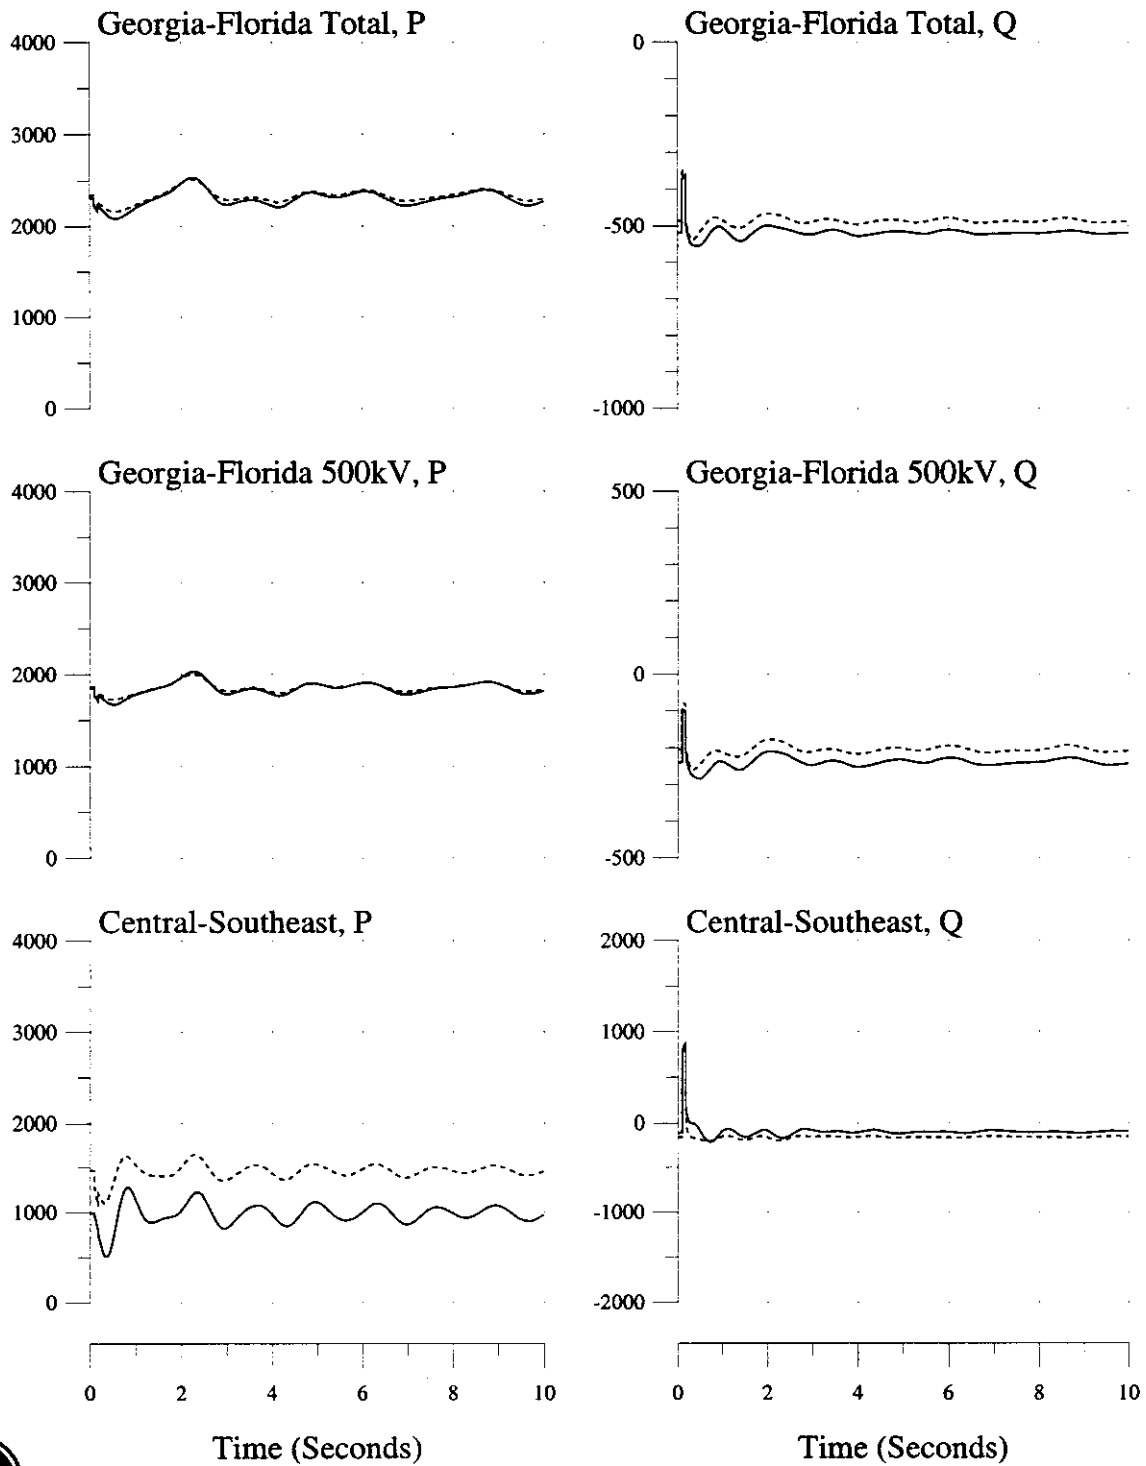 Georgia-Florida Total, P
4000
3000
2000
1000
0
Georgia-Florida Total, Q
0
-500
-1000
Georgia-Florida 500kV, P
4000
3000
2000
1000
0
Georgia-Florida 500kV, Q
500
0
-500
Central-Southeast, P
4000
3000
2000
1000
0
0 2 4 6 8 10
Time (Seconds)
Central-Southeast, Q
2000
1000
0
-1000
-2000
0 2 4 6 8 10
Time (Seconds)